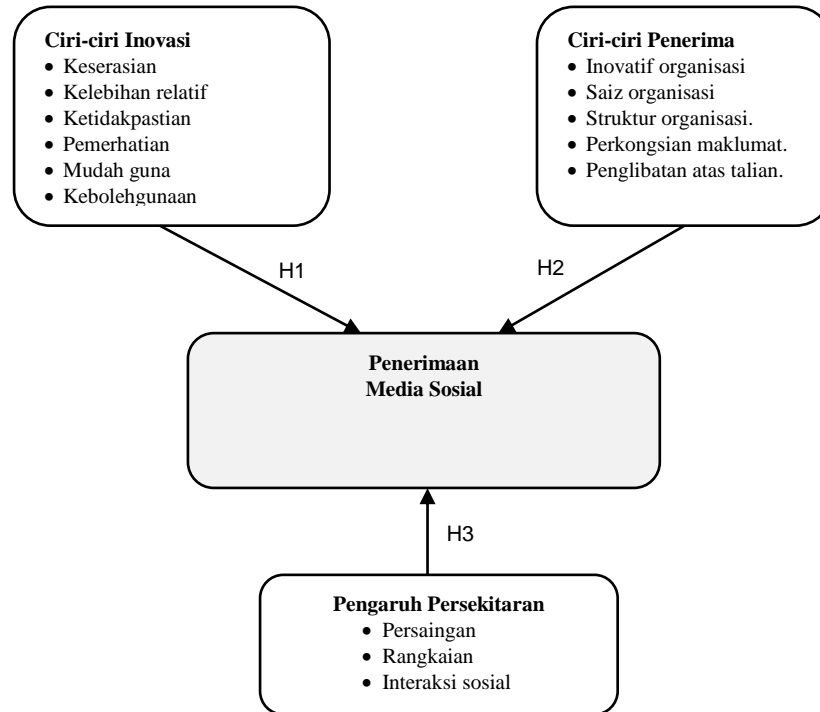 Ciri-ciri Inovasi
• Keserasian
• Kelebihan relatif
• Ketidakpastian
• Pemerhatian
• Mudah guna
• Kebolehgunaan
Ciri-ciri Penerima
• Inovatif organisasi
• Saiz organisasi
• Struktur organisasi.
• Perkongsian maklumat.
• Penglibatan atas talian.
H1
H2
Penerimaan
Media Sosial
H3
Pengaruh Persekitaran
• Persaingan
• Rangkaian
• Interaksi sosial